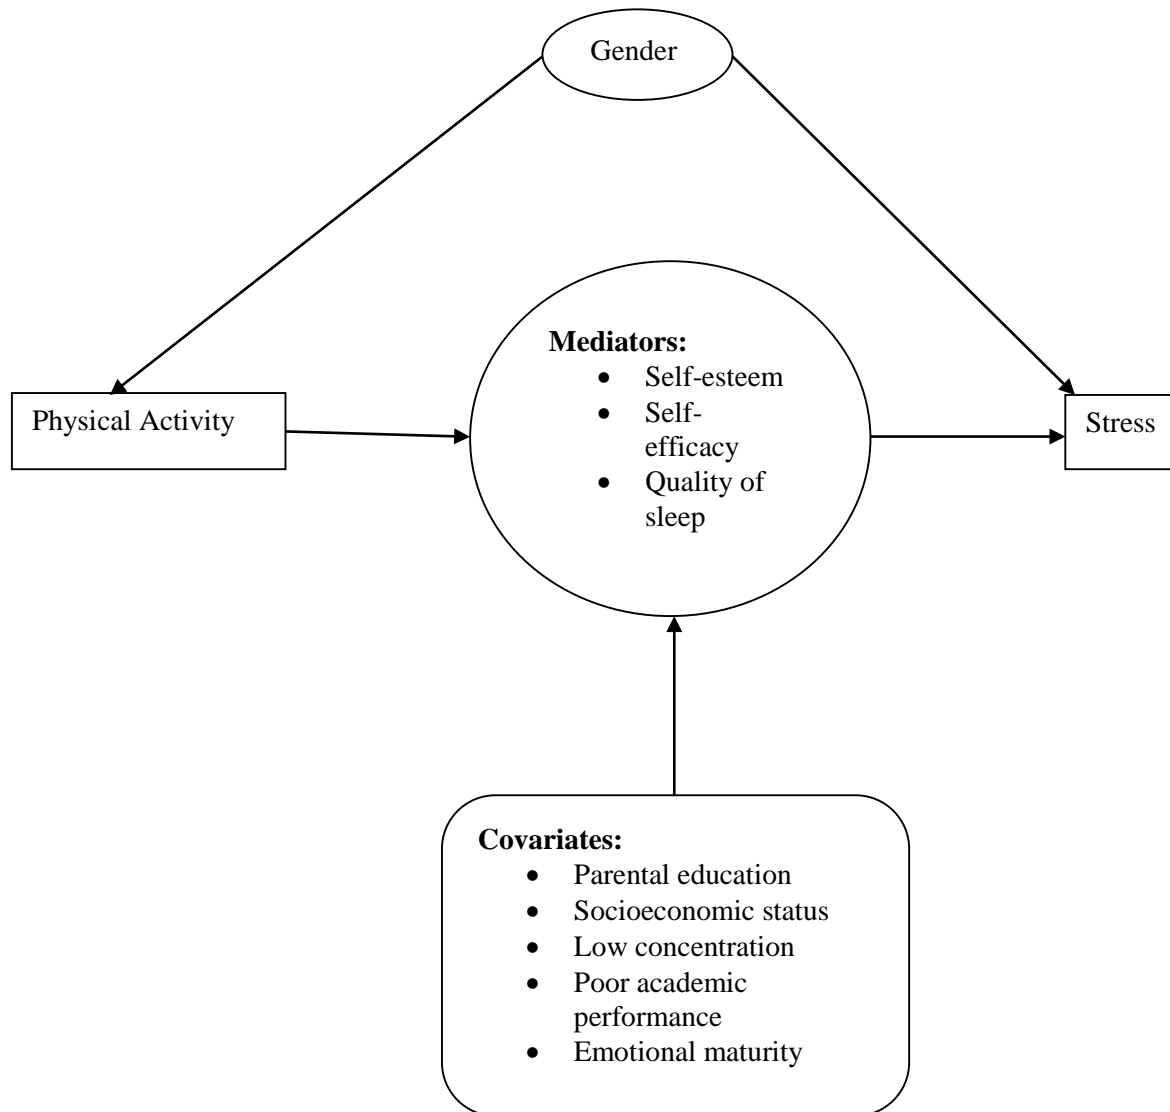 Gender
Mediators:
• Self-esteem
• Self-
efficacy
• Quality of
sleep
Physical Activity
Stress
Covariates:
• Parental education
• Socioeconomic status
• Low concentration
• Poor academic
performance
• Emotional maturity